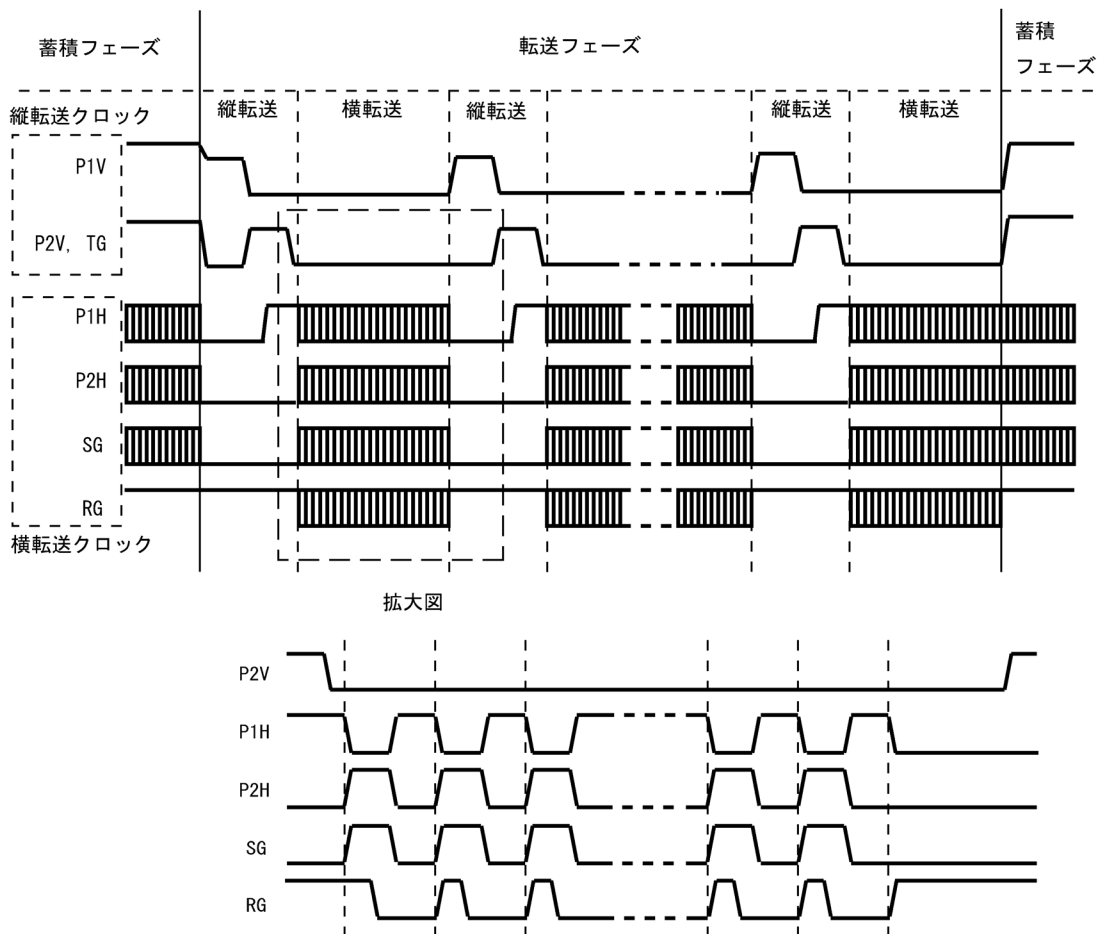 蓄積フェーズ
転送フェーズ
蓄積
フェーズ
縦転送
横転送
縦転送
縦転送
横転送
縦転送クロック
P1V
P2V, TG
P1H
P2H
SG
RG
横転送クロック
拡大図
P2V
P1H
P2H
SG
RG